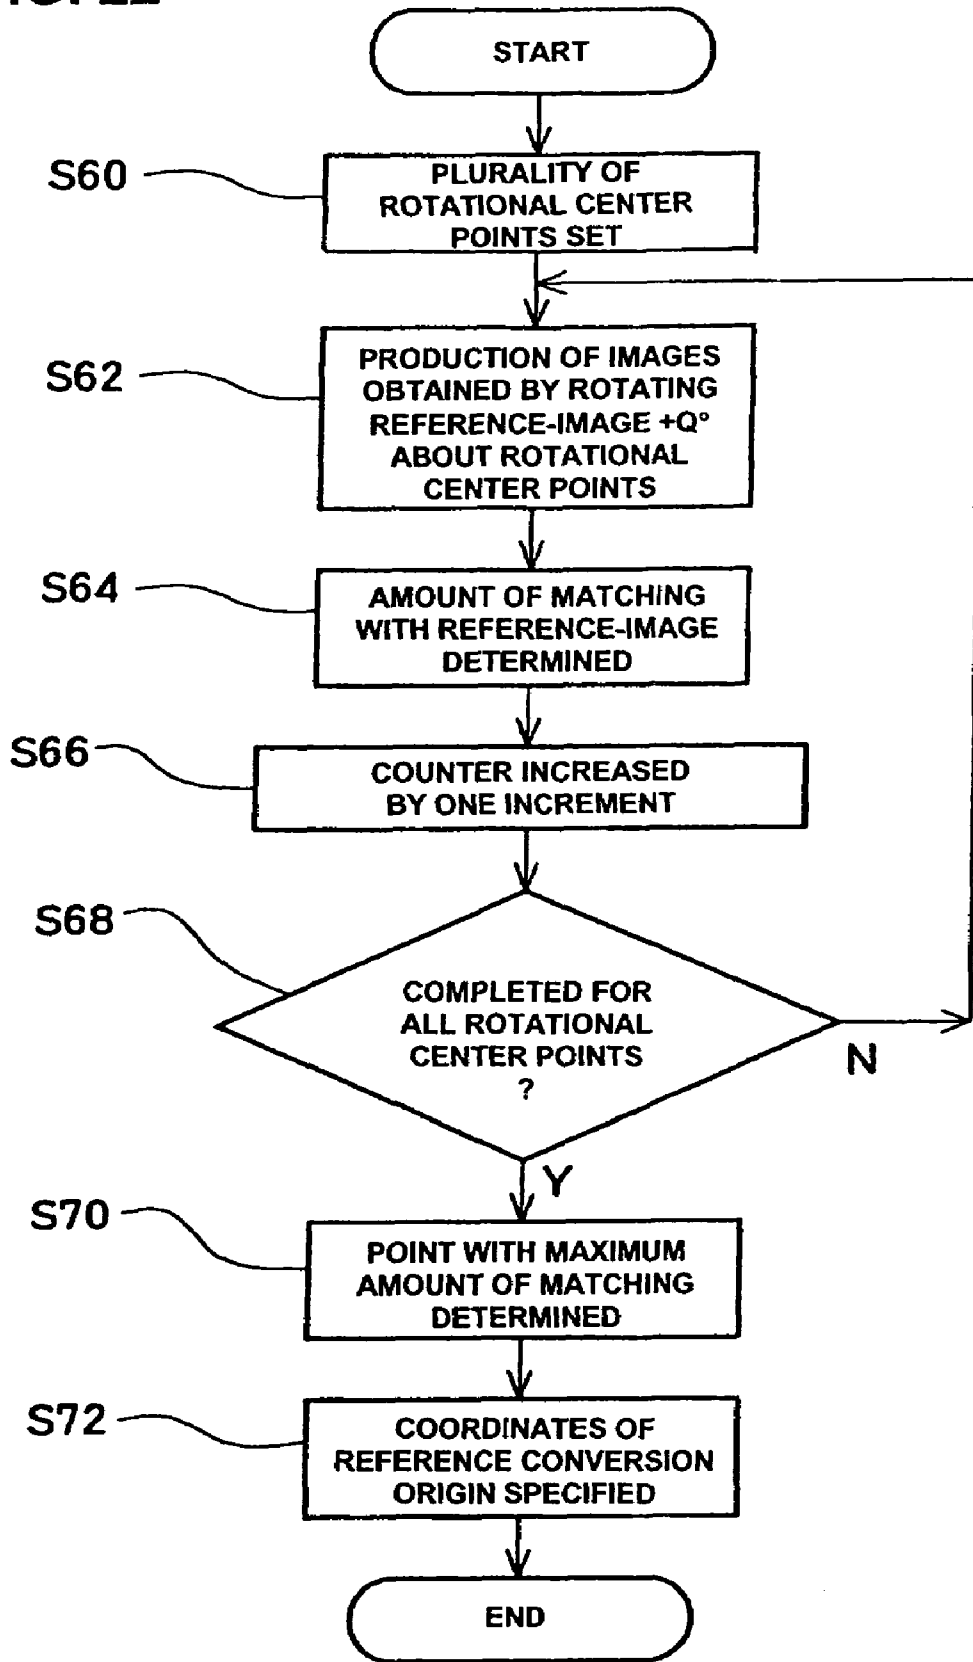 START
S60
PLURALITY OF
ROTATIONAL CENTER
POINTS SET
S62
PRODUCTION OF IMAGES
OBTAINED BY ROTATING
REFERENCE-IMAGE +Q°
ABOUT ROTATIONAL
CENTER POINTS
S64
AMOUNT OF MATCHING
WITH REFERENCE-IMAGE
DETERMINED
S66
COUNTER INCREASED
BY ONE INCREMENT
S68
COMPLETED FOR
ALL ROTATIONAL
CENTER POINTS
?
N
Y
S70
POINT WITH MAXIMUM
AMOUNT OF MATCHING
DETERMINED
S72
COORDINATES OF
REFERENCE CONVERSION
ORIGIN SPECIFIED
END